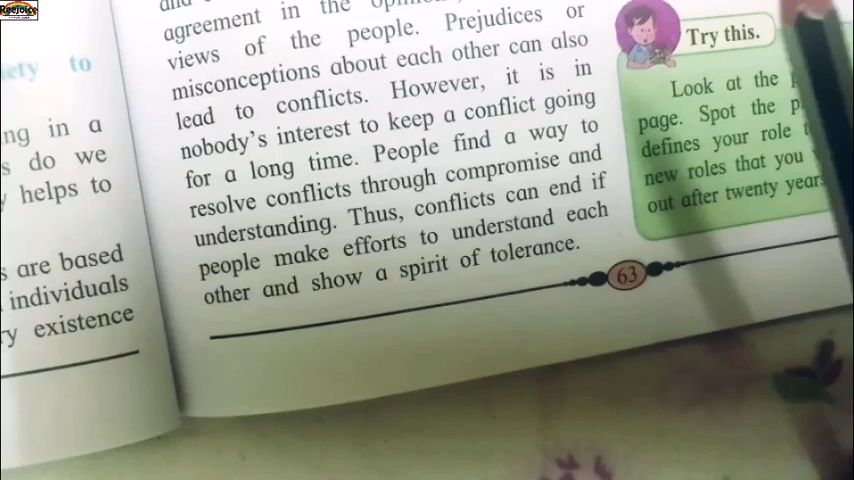 Reejoice
iety to
ng in a
s do we
y helps to
s are based
individuals
ry existence
and
agreement in the
views of the people. Prejudices or
misconceptions about each other can also
lead to conflicts. However, it is in
nobody's interest to keep a conflict going
for a long time. People find a way to
resolve conflicts through compromise and
understanding. Thus, conflicts can end if
people make efforts to understand each
other and show a spirit of tolerance.
63
Try this.
Look at the
page. Spot the
defines your role
new roles that you
out after twenty years